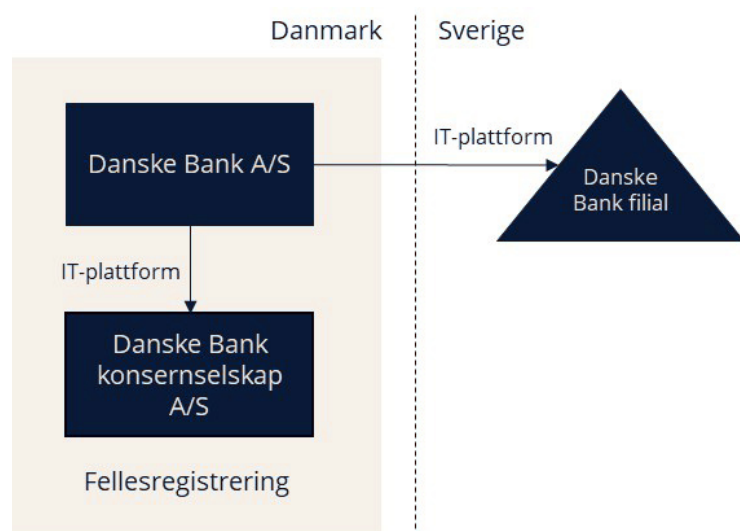 Danmark
Sverige
Danske Bank A/S
IT-plattform
Danske
Bank filial
IT-plattform
Danske Bank
konsernselskap
A/S
Fellesregistrering